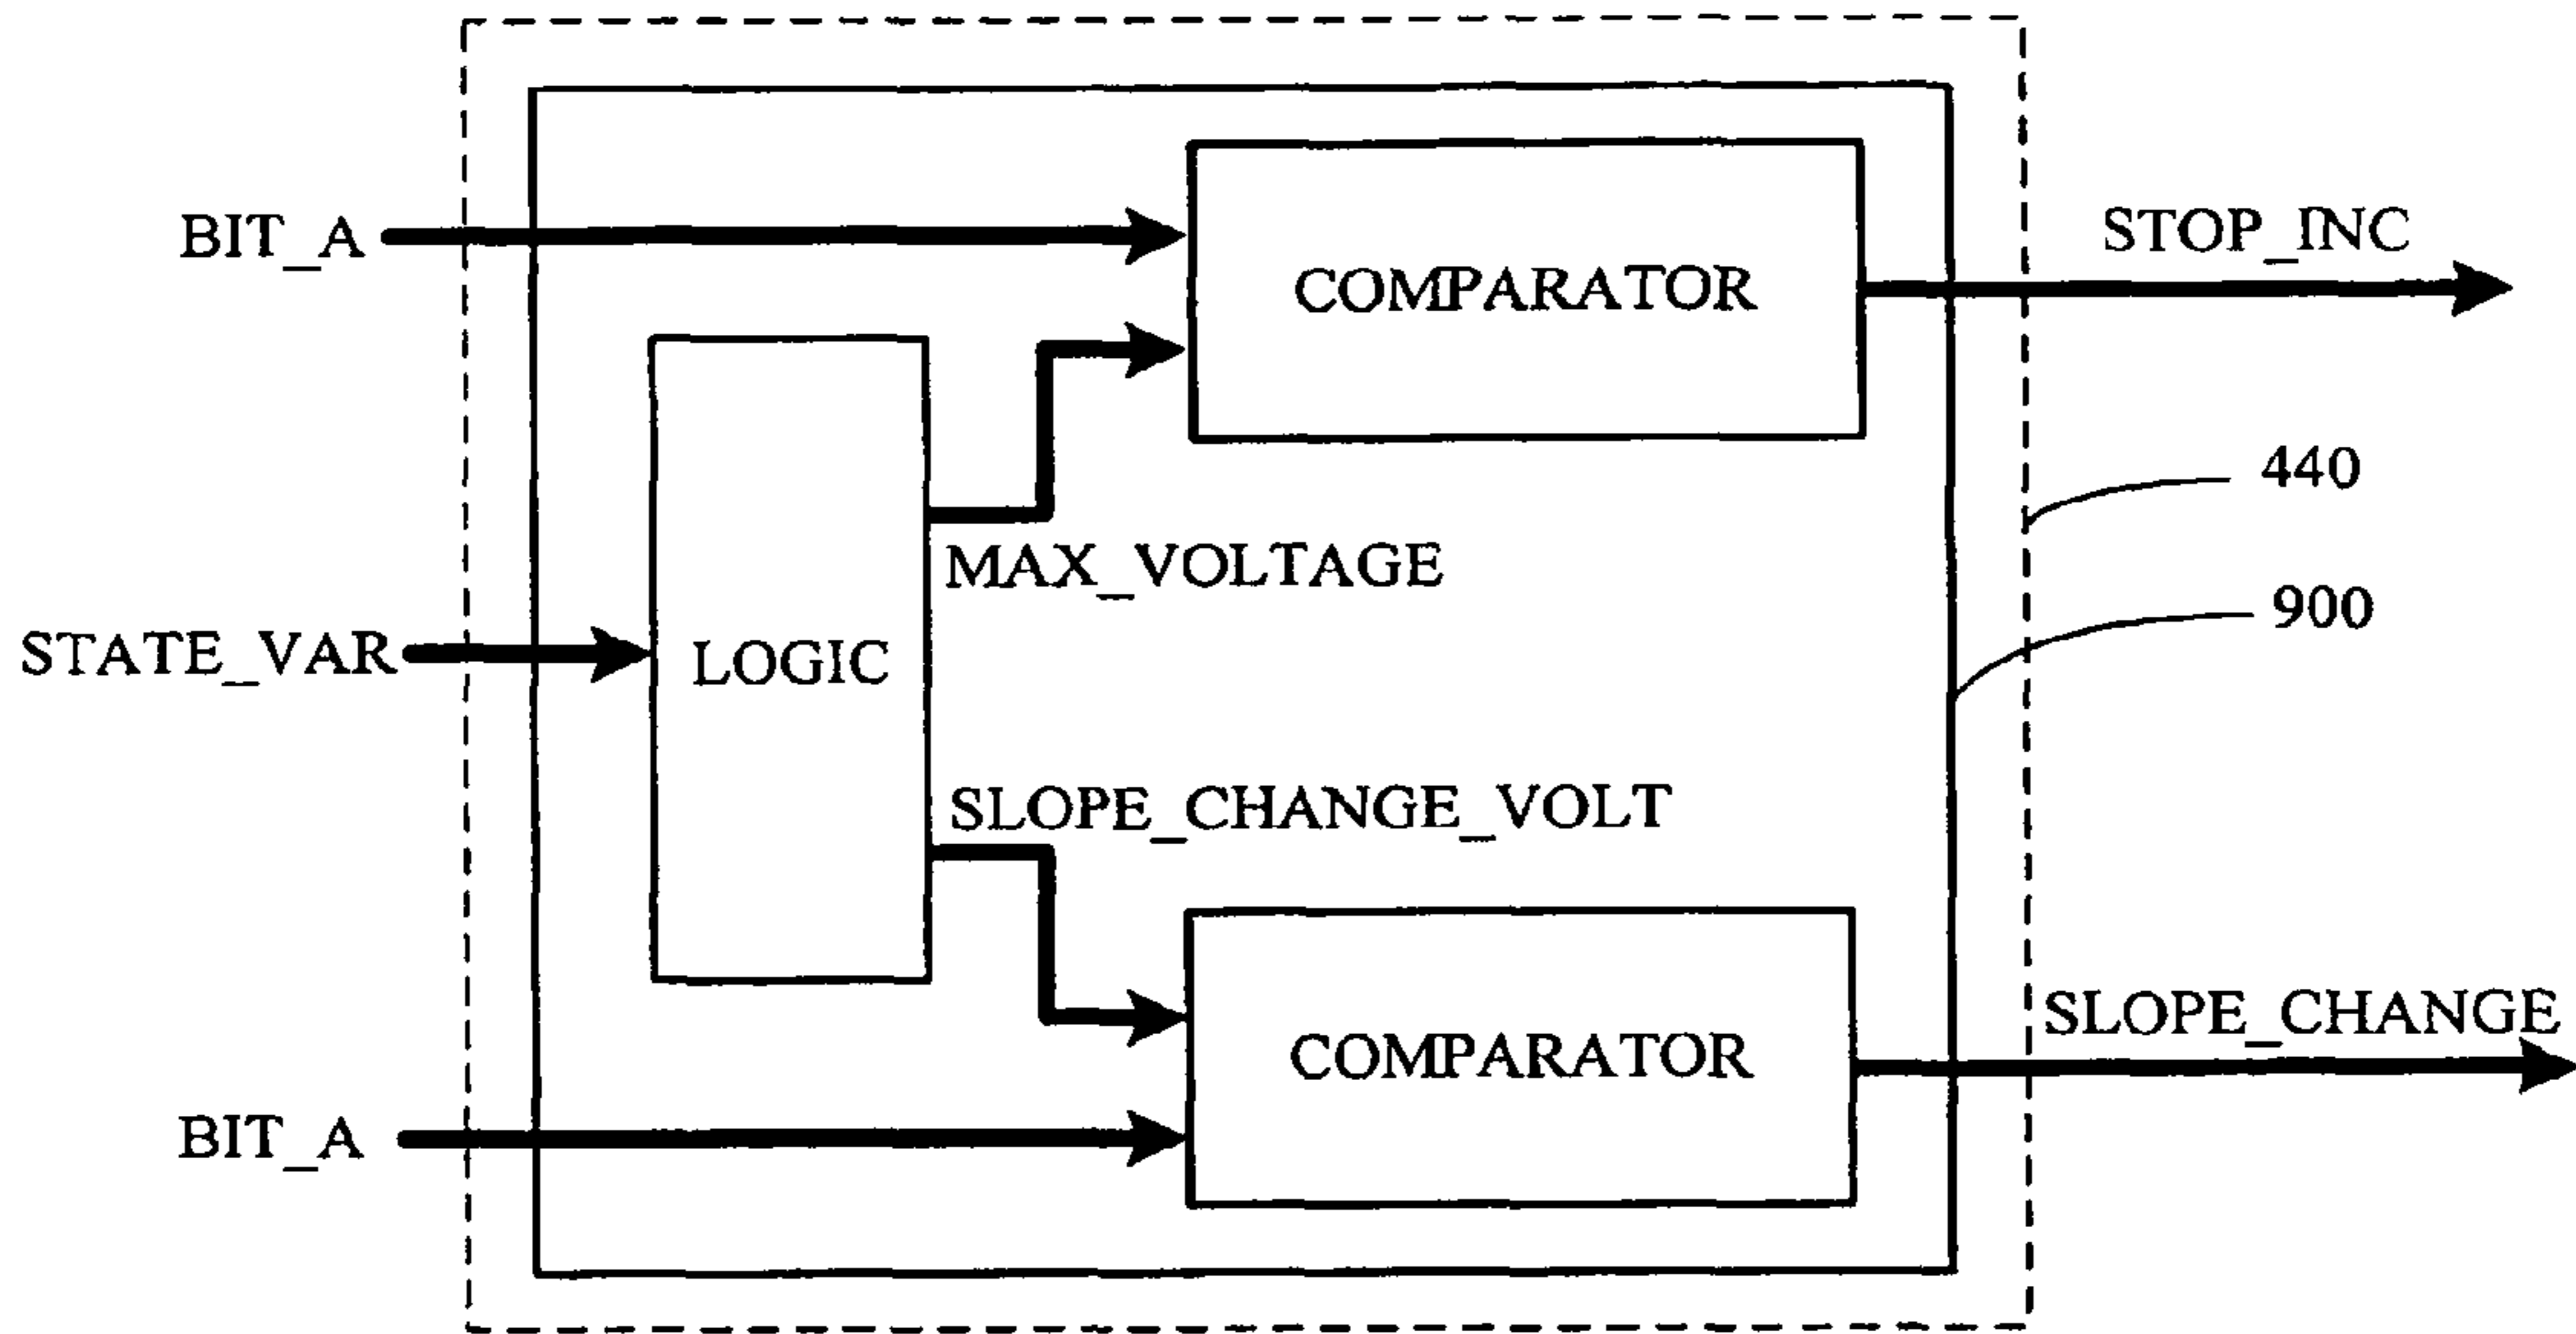 BIT_A
COMPARATOR
STOP_INC
440
MAX_VOLTAGE
900
STATE_VAR
LOGIC
SLOPE_CHANGE_VOLT
SLOPE_CHANGE
COMPARATOR
BIT_A